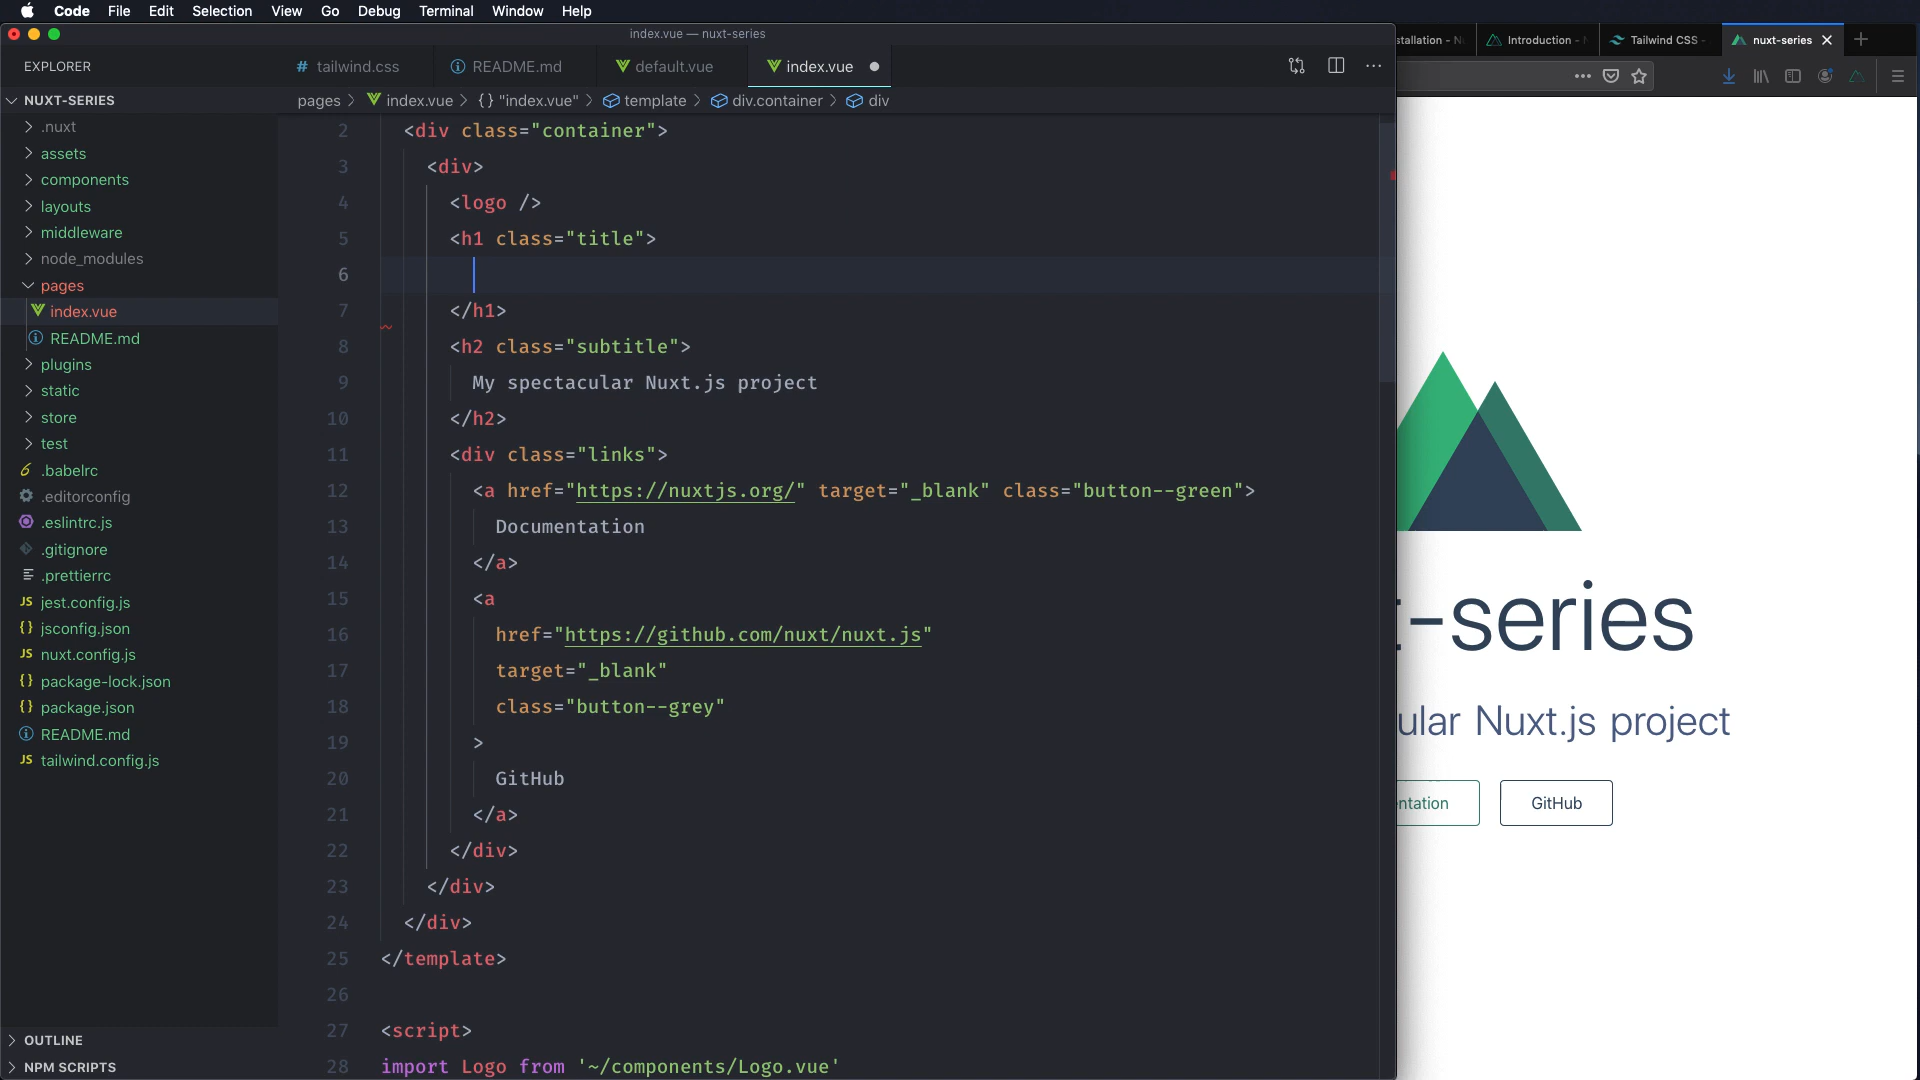 Code File Edit Selection View Go Debug Terminal Window Help
index.vue — nuxt-series
EXPLORER
# tailwind.css
README.md
default.vue
index.vue
NUXT-SERIES
pages > index.vue > {} "index.vue" > template > div.container > div
.nuxt
assets
components
layouts
middleware
node_modules
pages
index.vue
README.md
plugins
static
store
test
.babelrc
.editorconfig
.eslintrc.js
.gitignore
.prettierrc
JS jest.config.js
{} jsconfig.json
JS nuxt.config.js
{} package-lock.json
{} package.json
README.md
JS tailwind.config.js
OUTLINE
NPM SCRIPTS
2 <div class="container">
3 <div>
4 <logo />
5 <h1 class="title">
6
7 </h1>
8 <h2 class="subtitle">
9 My spectacular Nuxt.js project
10 </h2>
11 <div class="links">
12 <a href="https://nuxtjs.org/" target="_blank" class="button--green">
13 Documentation
14 </a>
15 <a
16 href="https://github.com/nuxt/nuxt.js"
17 target="_blank"
18 class="button--grey"
19 >
20 GitHub
21 </a>
22 </div>
23 </div>
24 </div>
25 </template>
26
27 <script>
28 import Logo from '~/components/Logo.vue'
stallation - N
Introduction -
Tailwind CSS -
nuxt-series
t-series
ular Nuxt.js project
entation
GitHub